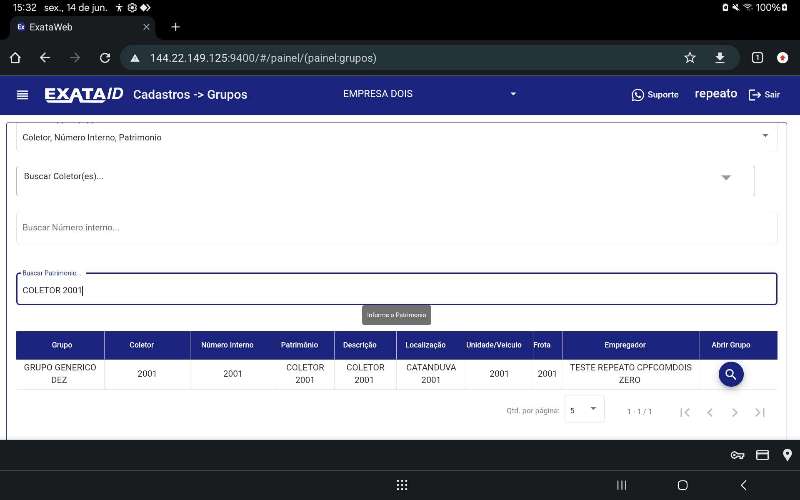 15:32 sex., 14 de jun. 100%
Ex ExataWeb
144.22.149.125:9400/#/painel/(painel:grupos) 1
EXATAID Cadastros -> Grupos EMPRESA DOIS Suporte repeato Sair
Coletor, Número Interno, Patrimonio
Buscar Coletor(es)...
Buscar Número interno...
Buscar Patrimonio...
COLETOR 2001
Informe o Patrimonio
Grupo Coletor Número Interno Patrimônio Descrição Localização Unidade/Veiculo Frota Empregador Abrir Grupo
GRUPO GENERICO DEZ 2001 2001 COLETOR 2001 COLETOR 2001 CATANDUVA 2001 2001 2001 TESTE REPEATO CPFCOMDOIS ZERO
Qtd. por página: 5 1 - 1 / 1